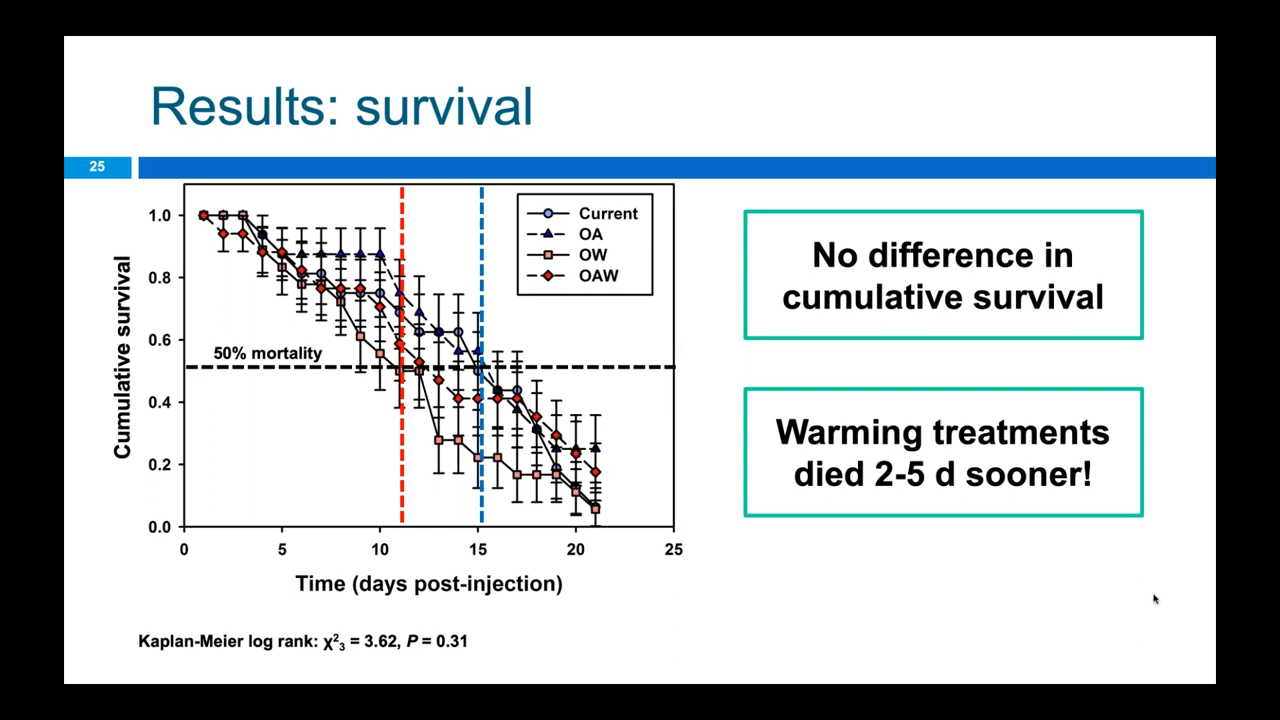 Results: survival
25
1.0
0.8
0.6
0.4
0.2
0.0
Cumulative survival
50% mortality
Current
OA
OW
OAW
0 5 10 15 20 25
Time (days post-injection)
No difference in
cumulative survival
Warming treatments
died 2-5 d sooner!
Kaplan-Meier log rank: χ²₃ = 3.62, P = 0.31